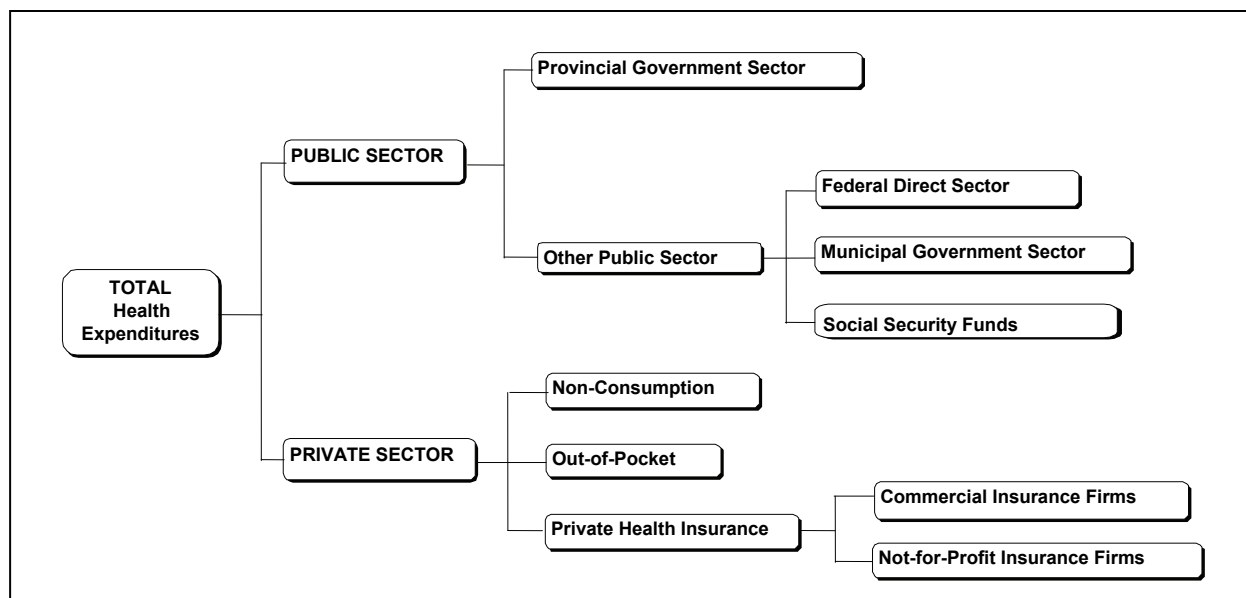 Provincial Government Sector
PUBLIC SECTOR
Federal Direct Sector
Other Public Sector
Municipal Government Sector
Social Security Funds
TOTAL
Health
Expenditures
Non-Consumption
PRIVATE SECTOR
Out-of-Pocket
Private Health Insurance
Commercial Insurance Firms
Not-for-Profit Insurance Firms